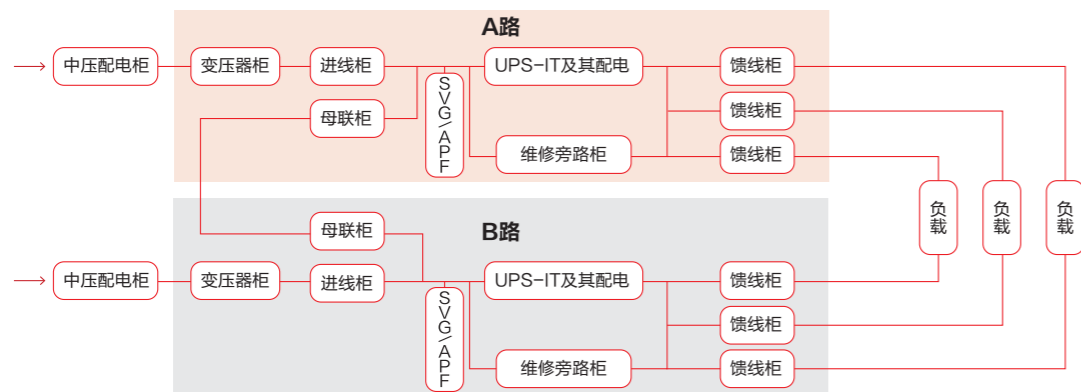 A路
中压配电柜
变压器柜
进线柜
UPS-IT及其配电
馈线柜
SVG/APF
馈线柜
母联柜
维修旁路柜
馈线柜
负载
负载
负载
母联柜
B路
中压配电柜
变压器柜
进线柜
UPS-IT及其配电
馈线柜
SVG/APF
馈线柜
维修旁路柜
馈线柜